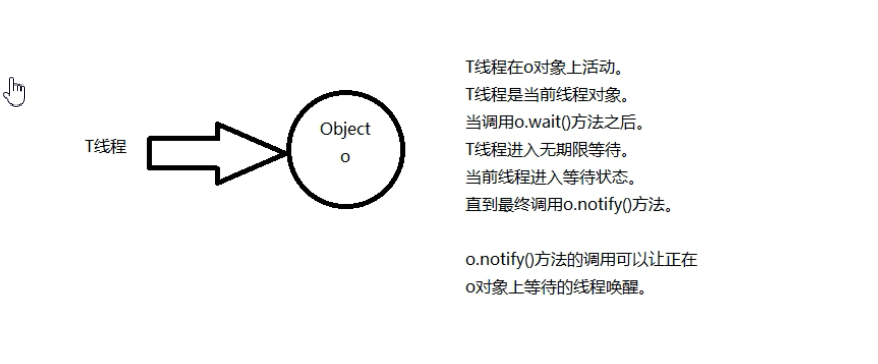 T线程
Object
o
T线程在o对象上活动。
T线程是当前线程对象。
当调用o.wait()方法之后。
T线程进入无期限等待。
当前线程进入等待状态。
直到最终调用o.notify()方法。
o.notify()方法的调用可以让正在
o对象上等待的线程唤醒。